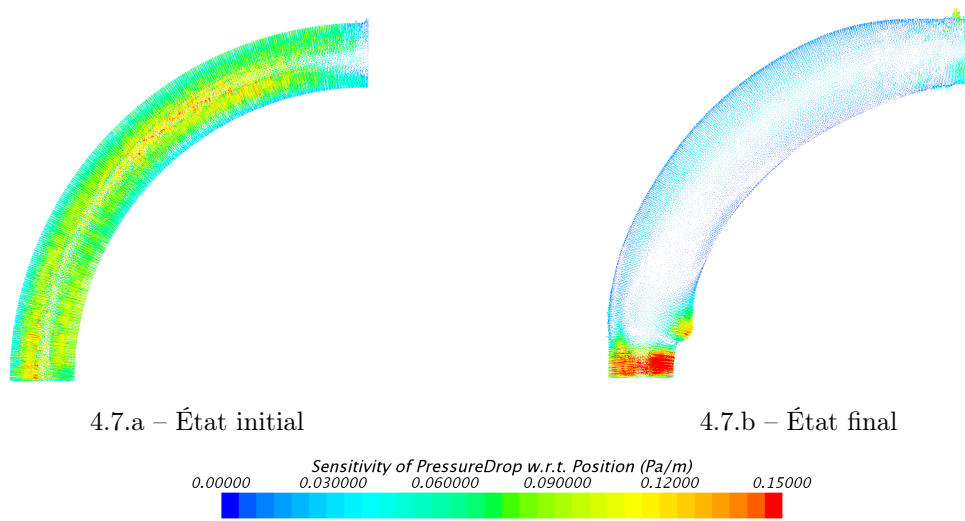 4.7.a – État initial
4.7.b – État final
Sensitivity of PressureDrop w.r.t. Position (Pa/m)
0.00000 0.030000 0.060000 0.090000 0.12000 0.15000